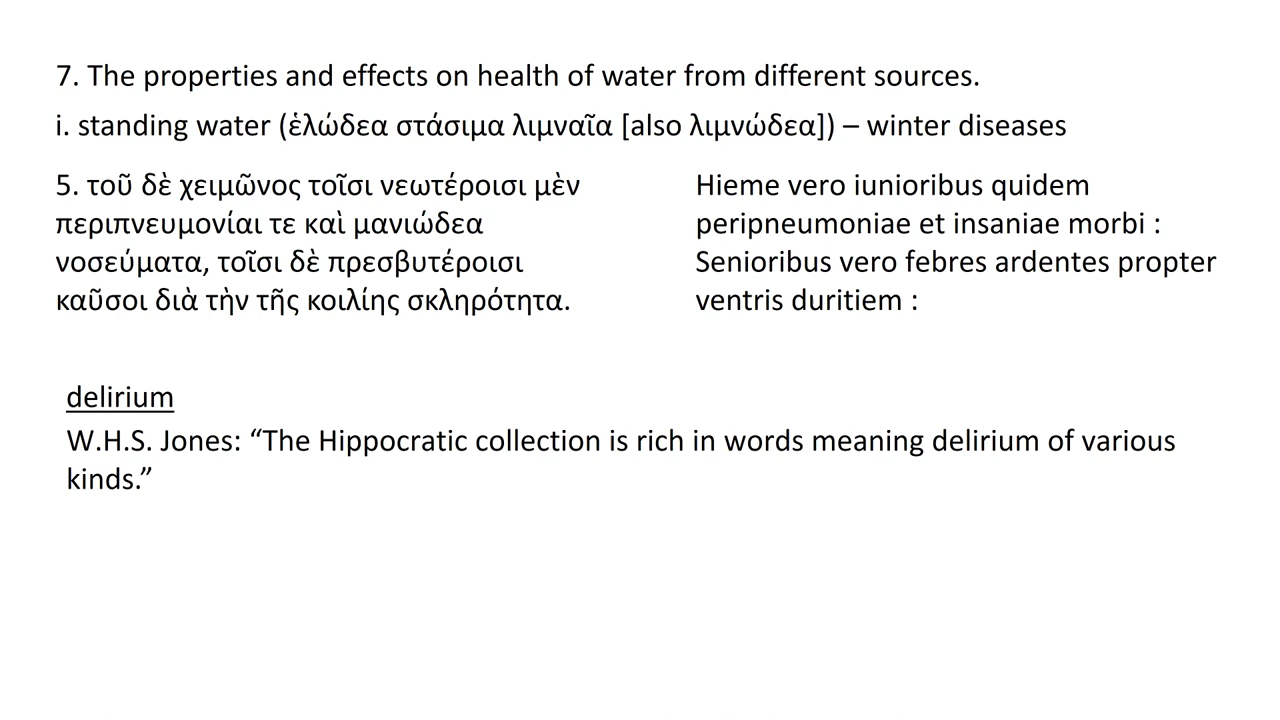 7. The properties and effects on health of water from different sources.
i. standing water (ἑλώδεα στάσιμα λιμναῖα [also λιμνώδεα]) – winter diseases
5. τοῦ δὲ χειμῶνος τοῖσι νεωτέροισι μὲν
περιπνευμονίαι τε καὶ μανιώδεα
νοσεύματα, τοῖσι δὲ πρεσβυτέροισι
καῦσοι διὰ τὴν τῆς κοιλίης σκληρότητα.
Hieme vero iunioribus quidem
peripneumoniae et insaniae morbi :
Senioribus vero febres ardentes propter
ventris duritiem :
delirium
W.H.S. Jones: “The Hippocratic collection is rich in words meaning delirium of various
kinds.”